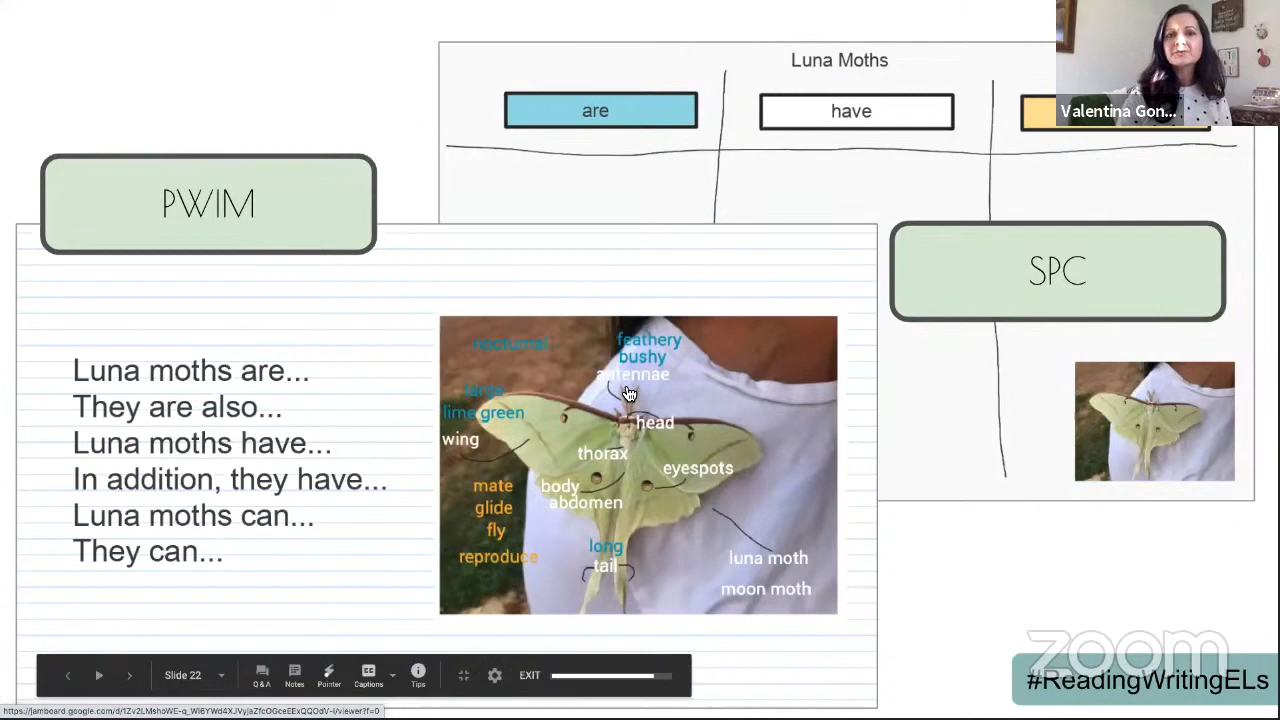 Luna Moths
are
have
Valentina Gon...
PWIM
SPC
Luna moths are...
They are also...
Luna moths have...
In addition, they have...
Luna moths can...
They can...
nocturnal
feathery
bushy
antennae
large
lime green
wing
head
thorax
eyespots
mate
glide
fly
reproduce
body
abdomen
long
tail
luna moth
moon moth
Slide 22
Q&A
Notes
Pointer
Captions
Tips
EXIT
zoom
#ReadingWritingELs